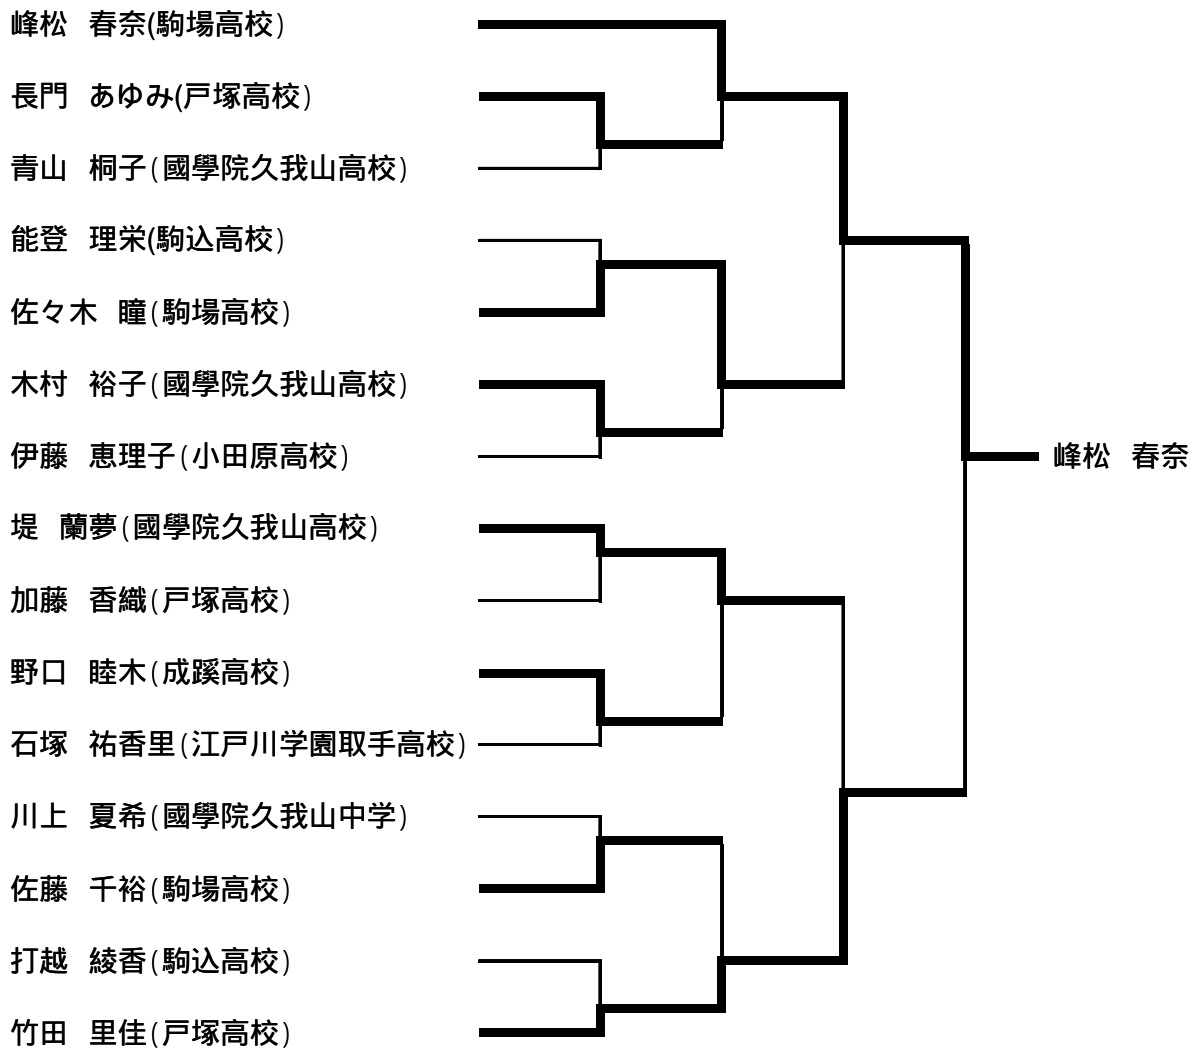 峰松　春奈(駒場高校)
長門　あゆみ(戸塚高校)
青山　桐子(國學院久我山高校)
能登　理栄(駒込高校)
佐々木　瞳(駒場高校)
木村　裕子(國學院久我山高校)
伊藤　恵理子(小田原高校)
峰松　春奈
堤　蘭夢(國學院久我山高校)
加藤　香織(戸塚高校)
野口　睦木(成蹊高校)
石塚　祐香里(江戸川学園取手高校)
川上　夏希(國學院久我山中学)
佐藤　千裕(駒場高校)
打越　綾香(駒込高校)
竹田　里佳(戸塚高校)